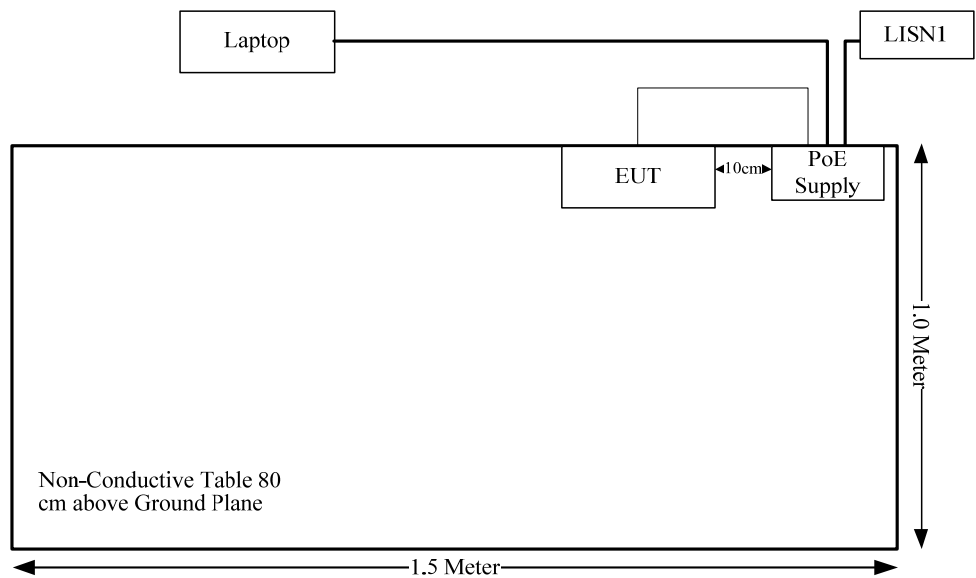 Laptop
LISN1
EUT
10cm
PoE
Supply
1.0 Meter
Non-Conductive Table 80
cm above Ground Plane
1.5 Meter